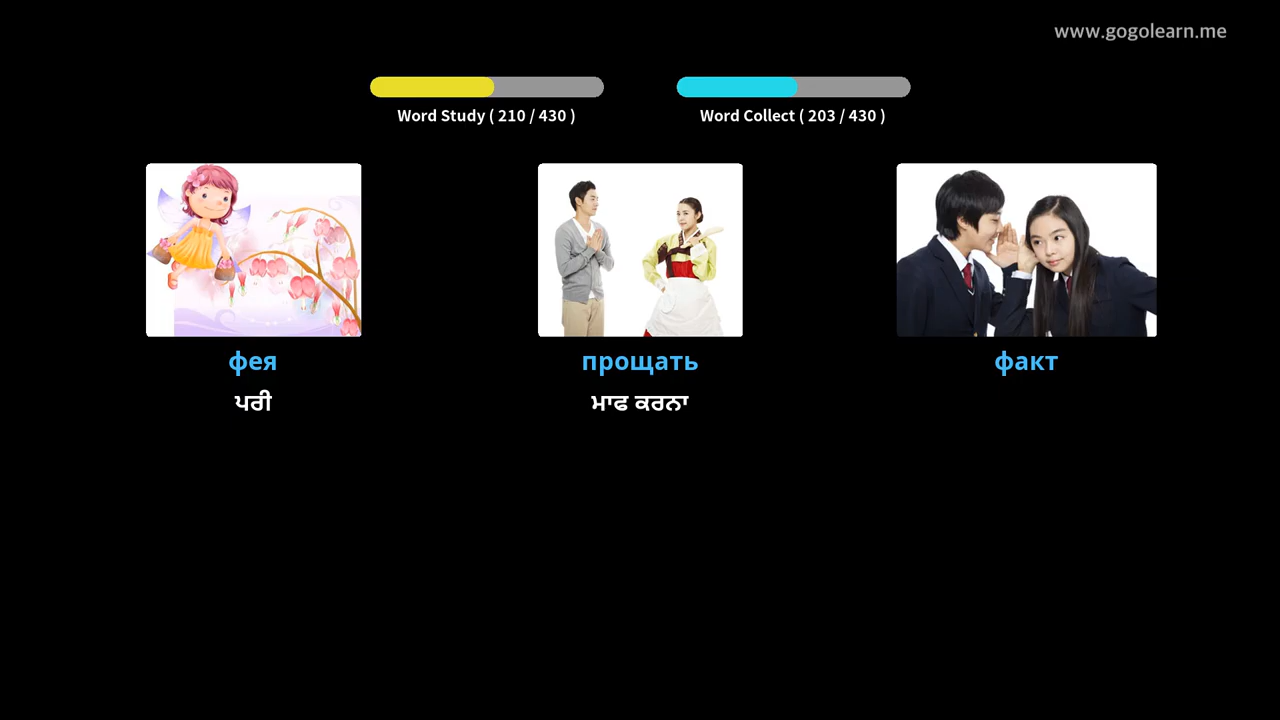 www.gogolearn.me
Word Study ( 210 / 430 )
Word Collect ( 203 / 430 )
фея
прощать
факт
ਪਰੀ
ਮਾਫ ਕਰਨਾ